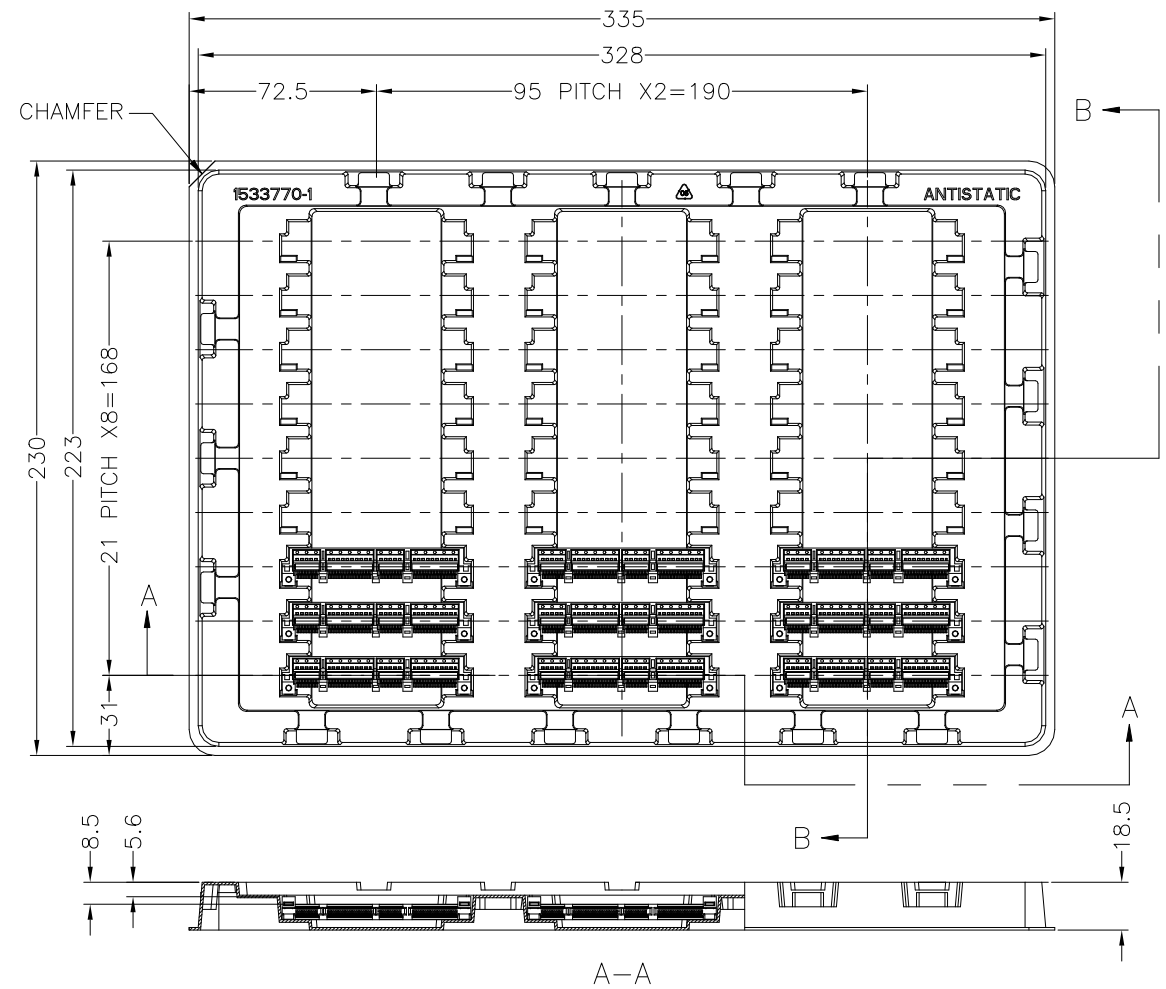 335
328
72.5
95 PITCH X2=190
CHAMFER
B
1533770-1
05
ANTISTATIC
230
223
21 PITCH X8=168
31
A
A
B
8.5
5.6
18.5
A-A